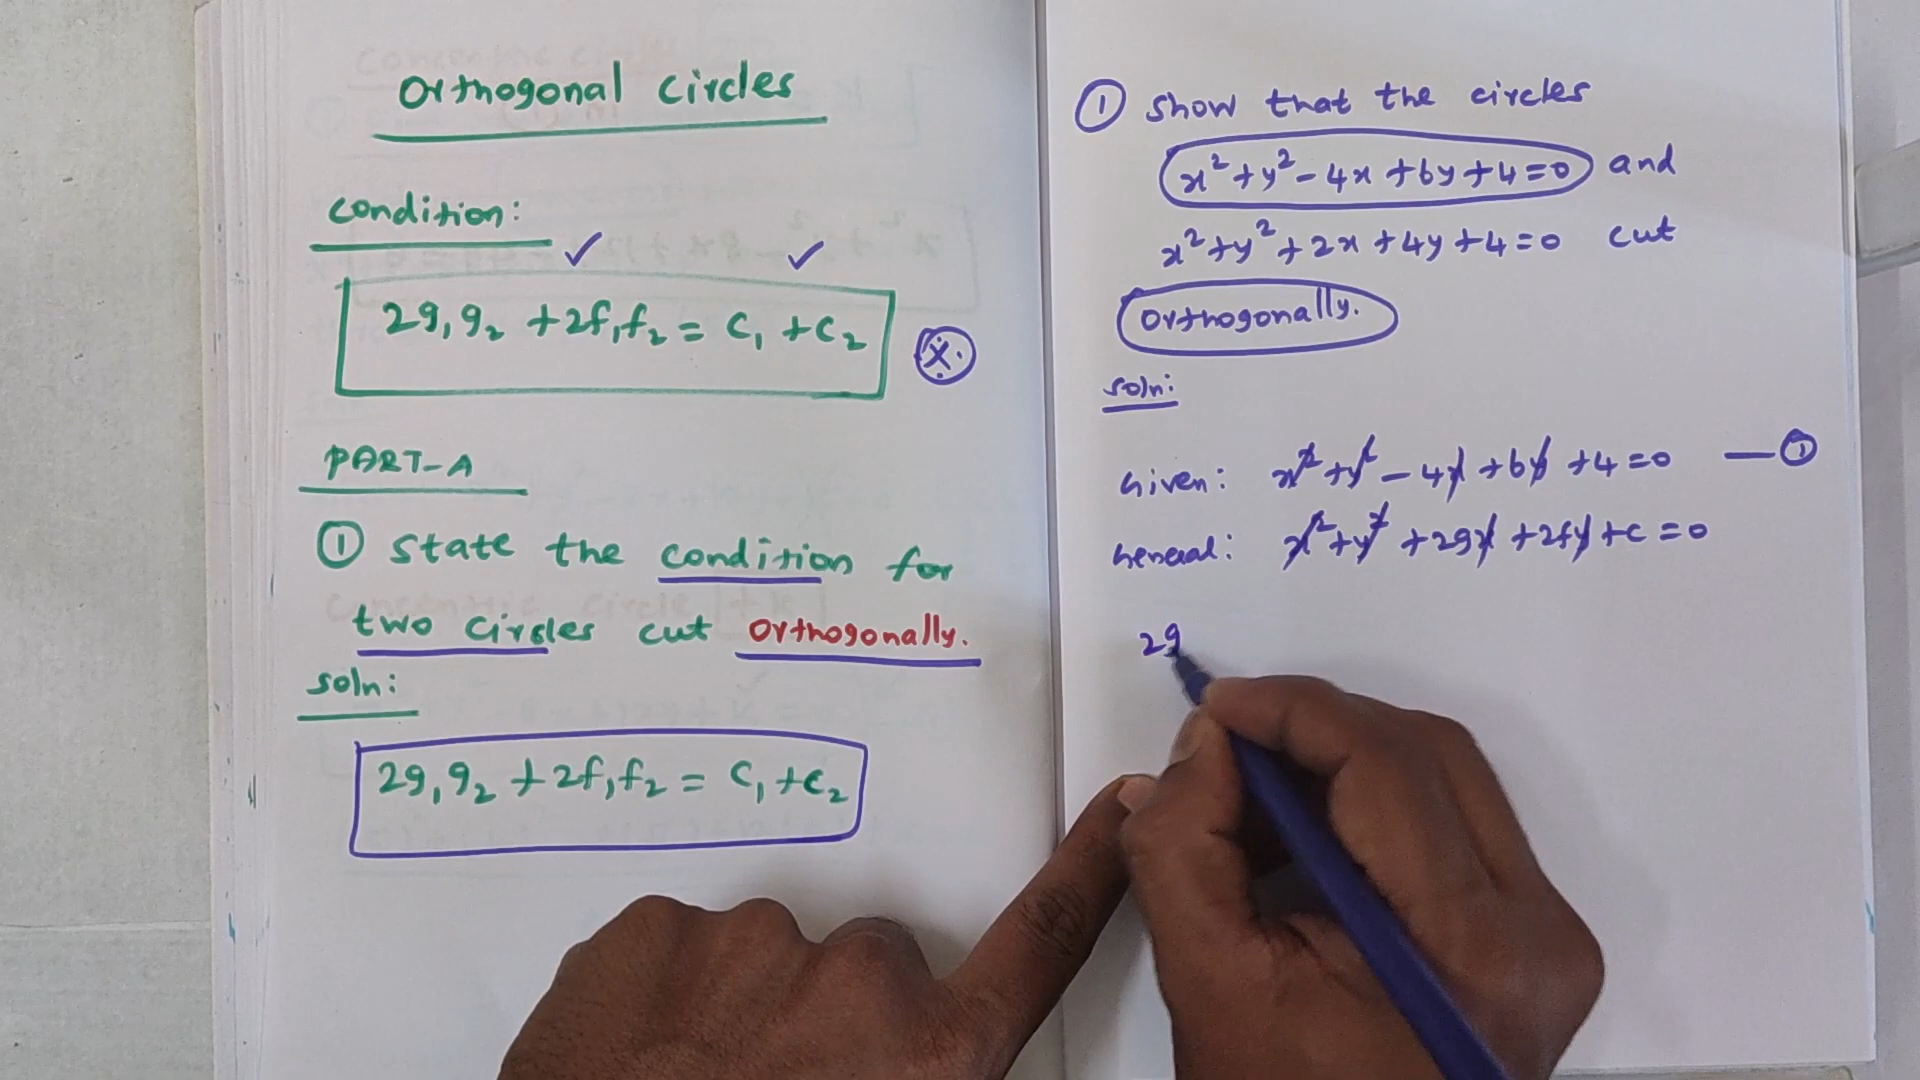 Orthogonal Circles
Condition:
2g₁g₂ + 2f₁f₂ = C₁ + C₂
PART-A
① State the condition for
two circles cut Orthogonally.
Soln:
2g₁g₂ + 2f₁f₂ = C₁ + C₂
① Show that the circles
x² + y² - 4x + 6y + 4 = 0 and
x² + y² + 2x + 4y + 4 = 0 cut
Orthogonally.
Soln:
Given: x² + y² - 4x + 6y + 4 = 0 — ①
General: x² + y² + 2gx + 2fy + c = 0
2g